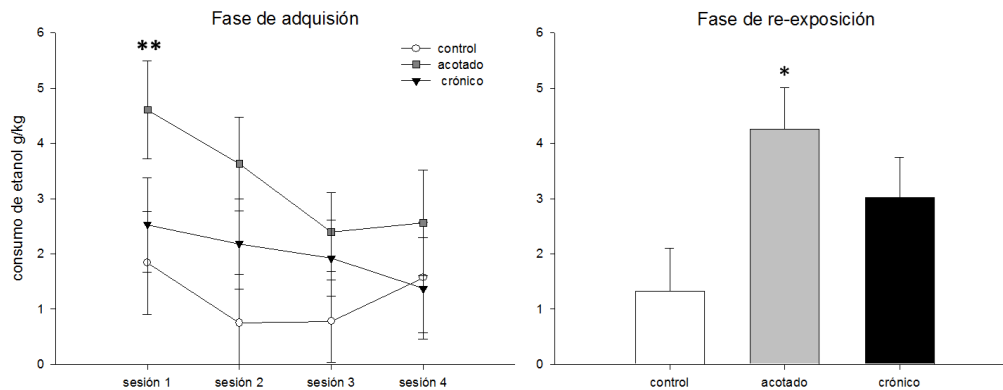 Fase de adquisión
Fase de re-exposición
consumo de etanol g/kg
6
5
4
3
2
1
0
**
control
acotado
crónico
sesión 1
sesión 2
sesión 3
sesión 4
6
5
4
3
2
1
0
*
control
acotado
crónico